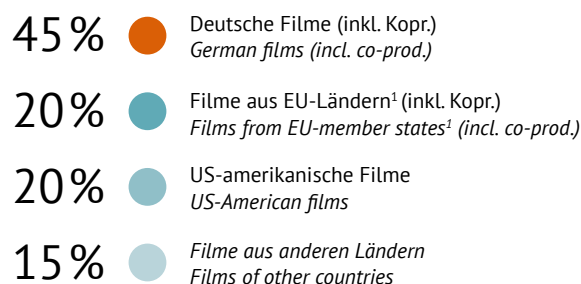 45% Deutsche Filme (inkl. Kopr.)
German films (incl. co-prod.)
20% Filme aus EU-Ländern¹ (inkl. Kopr.)
Films from EU-member states¹ (incl. co-prod.)
20% US-amerikanische Filme
US-American films
15% Filme aus anderen Ländern
Films of other countries